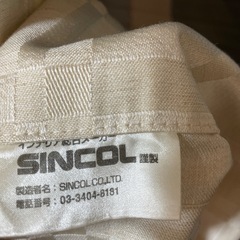 インテリア総合メーカー
SINCOL 謹製
製造者名： SINCOL CO.,LTD.
電話番号： 03-3404-8181